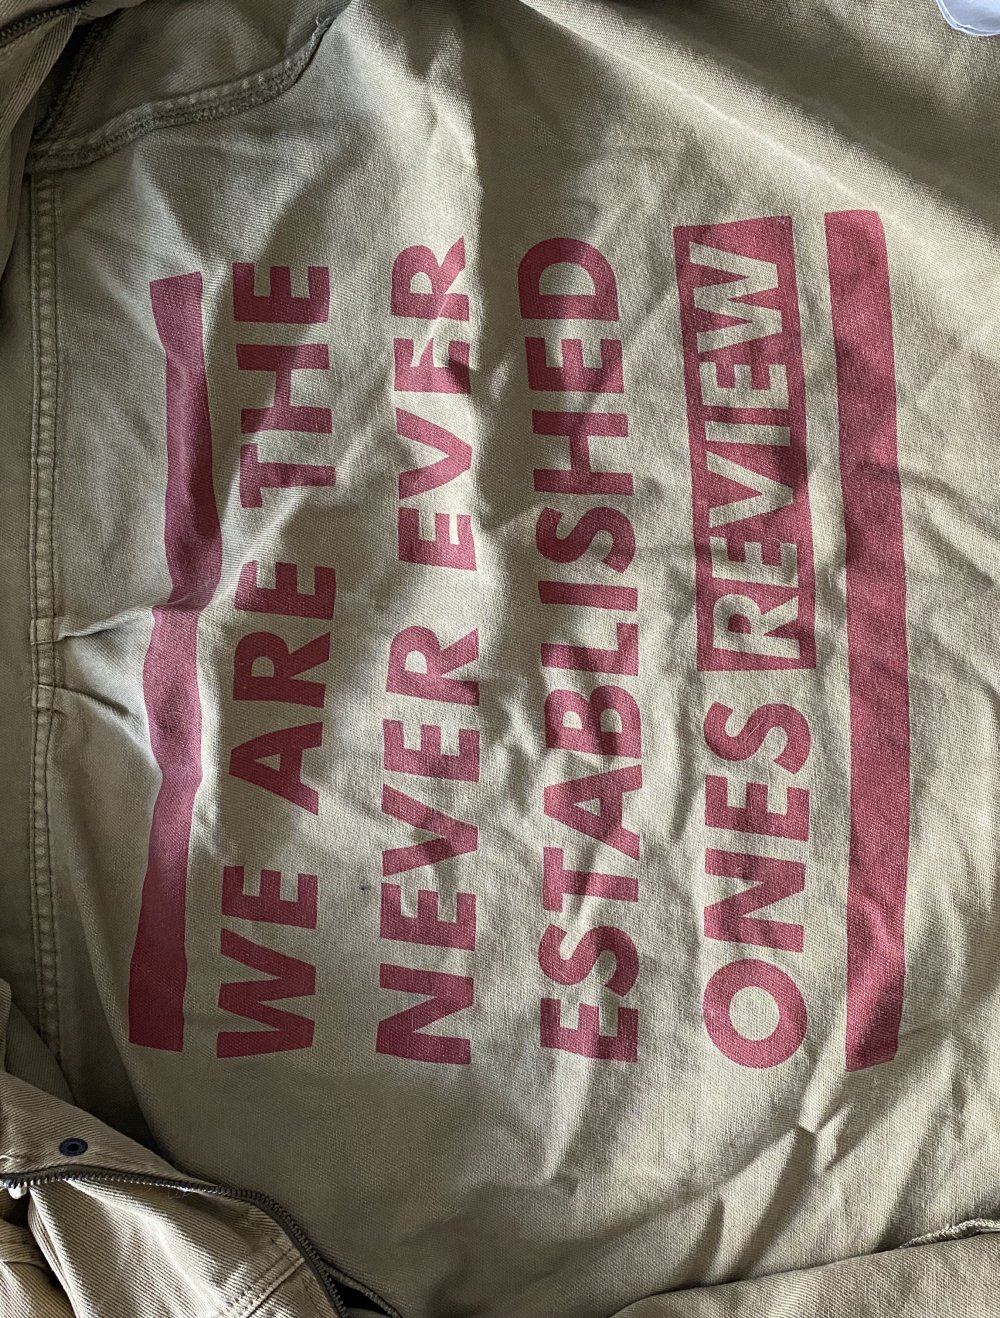 WE ARE THE
NEVER EVER
ESTABLISHED
ONES REVIEW